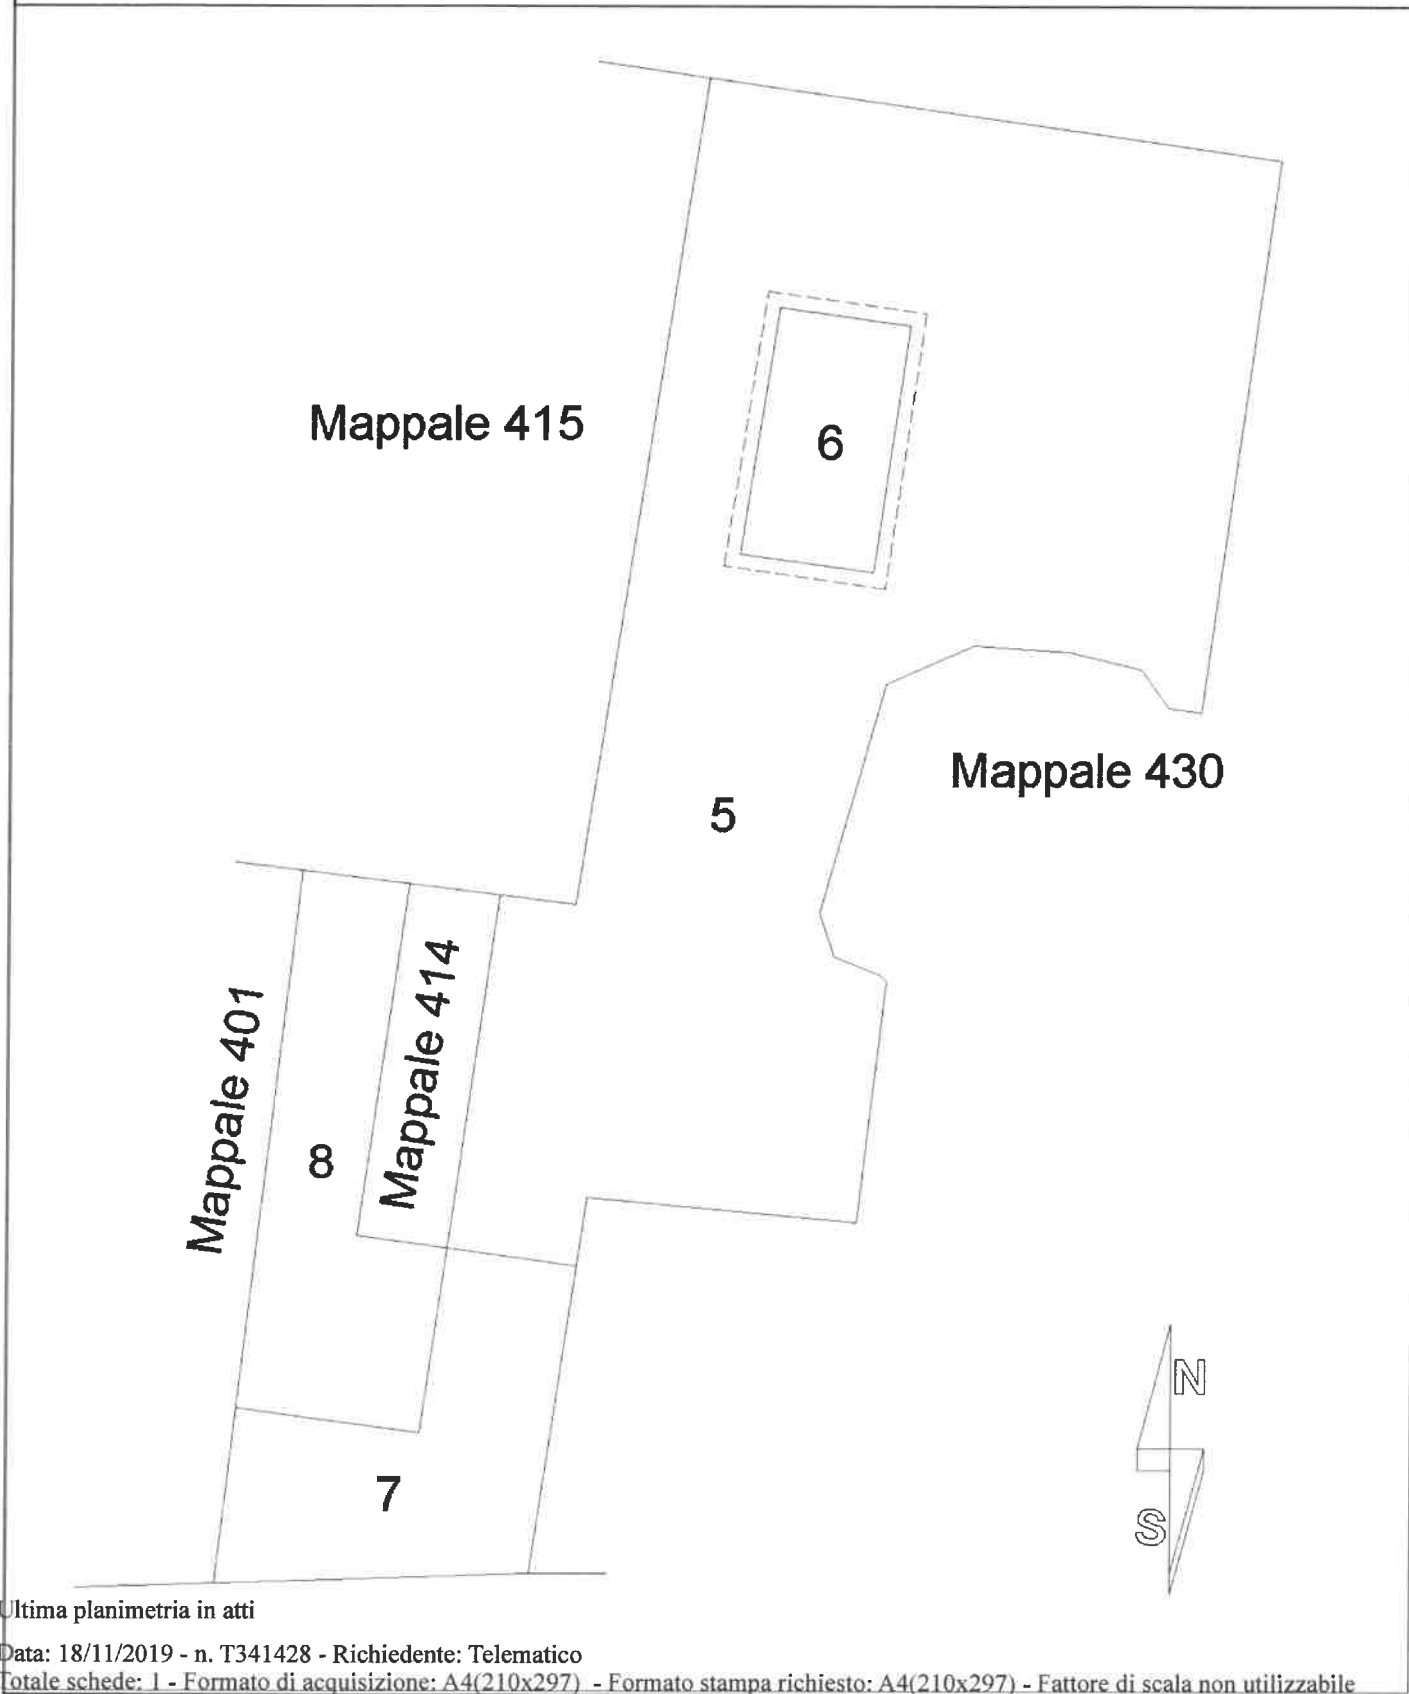 Mappale 415
6
Mappale 430
5
Mappale 401
Mappale 414
8
N
7
S
Ultima planimetria in atti
Data: 18/11/2019 - n. T341428 - Richiedente: Telematico
Totale schede: 1 - Formato di acquisizione: A4(210x297) - Formato stampa richiesto: A4(210x297) - Fattore di scala non utilizzabile